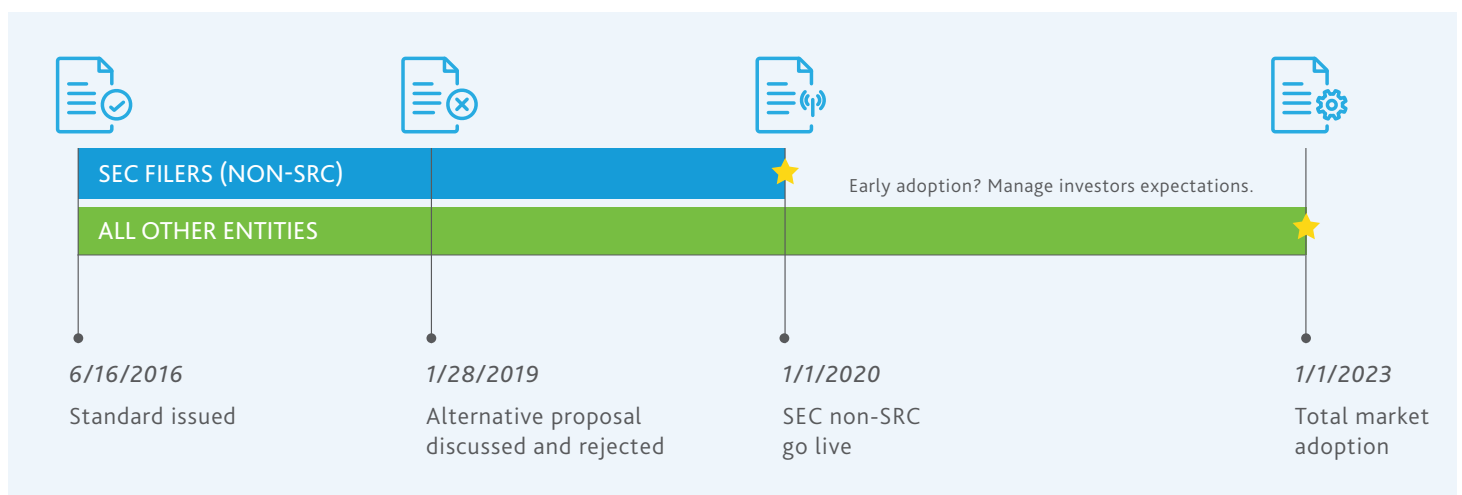 SEC FILERS (NON-SRC)
Early adoption? Manage investors expectations.
ALL OTHER ENTITIES
6/16/2016
Standard issued
1/28/2019
Alternative proposal
discussed and rejected
1/1/2020
SEC non-SRC
go live
1/1/2023
Total market
adoption